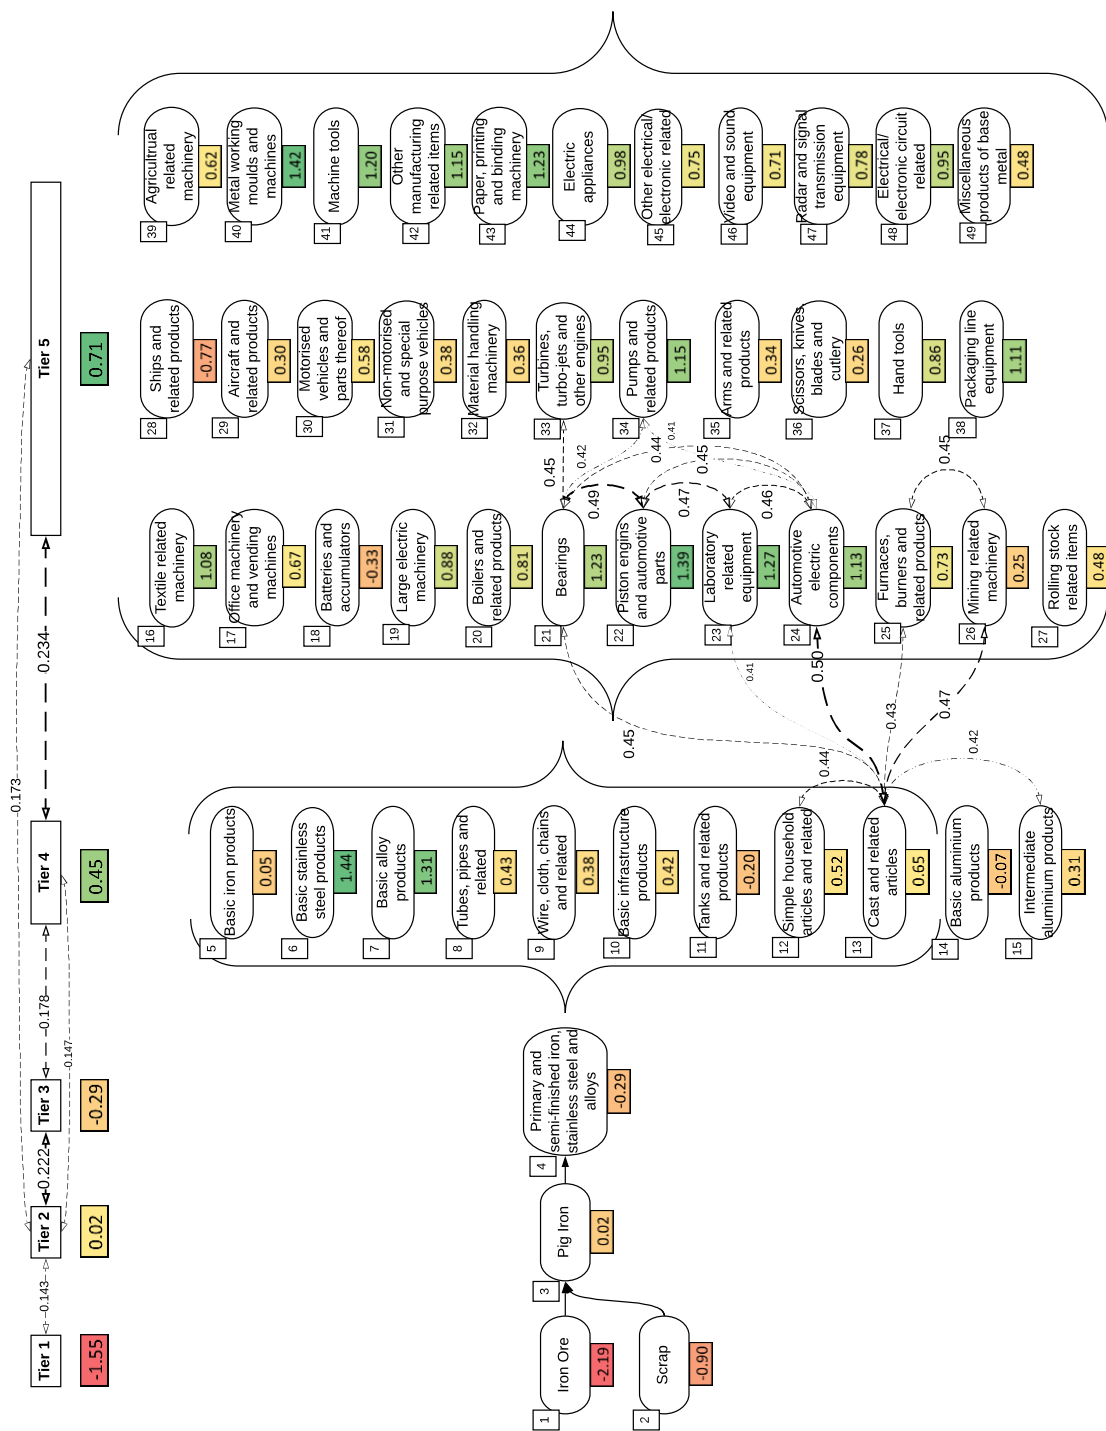 Tier 1
Tier 2
Tier 3
Tier 4
Tier 5
-1.55
0.02
-0.29
0.45
0.71
0.143
0.222
0.178
0.234
0.173
0.147
1
Iron Ore
-2.19
2
Scrap
-0.90
3
Pig Iron
0.02
4
Primary and
semi-finished iron,
stainless steel and
alloys
-0.29
5
Basic iron products
0.05
6
Basic stainless
steel products
1.44
7
Basic alloy
products
1.31
8
Tubes, pipes and
related
0.43
9
Wire, cloth, chains
and related
0.38
10
Basic infrastructure
products
0.42
11
Tanks and related
products
-0.20
12
Simple household
articles and related
0.52
13
Cast and related
articles
0.65
14
Basic aluminium
products
-0.07
15
Intermediate
aluminium products
0.31
0.45
0.41
0.50
0.43
0.47
0.44
0.42
16
Textile related
machinery
1.08
17
Office machinery
and vending
machines
0.67
18
Batteries and
accumulators
-0.33
19
Large electric
machinery
0.88
20
Boilers and
related products
0.81
21
Bearings
1.23
22
Piston engines
and automotive
parts
1.39
23
Laboratory
related
equipment
1.27
24
Automotive
electric
components
1.13
25
Furnaces,
burners and
related products
0.73
26
Mining related
machinery
0.25
27
Rolling stock
related items
0.48
0.45
0.42
0.49
0.44
0.41
0.47
0.45
0.46
0.45
28
Ships and
related products
-0.77
29
Aircraft and
related products
0.30
30
Motorised
vehicles and
parts thereof
0.58
31
Non-motorised
and special
purpose vehicles
0.38
32
Material handling
machinery
0.36
33
Turbines,
turbo-jets and
other engines
0.95
34
Pumps and
related products
1.15
35
Arms and related
products
0.34
36
Scissors, knives,
blades and
cutlery
0.26
37
Hand tools
0.86
38
Packaging line
equipment
1.11
39
Agricultrual
related
machinery
0.62
40
Metal working
moulds and
machines
1.42
41
Machine tools
1.20
42
Other
manufacturing
related items
1.15
43
Paper, printing
and binding
machinery
1.23
44
Electric
appliances
0.98
45
Other electrical/
electronic related
0.75
46
Video and sound
equipment
0.71
47
Radar and signal
transmission
equipment
0.78
48
Electrical/
electronic circuit
related
0.95
49
Miscellaneous
products of base
metal
0.48